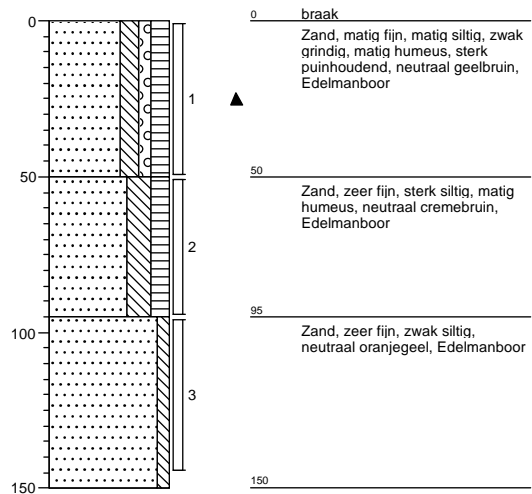 0
50
100
150
1
2
3
0 braak
Zand, matig fijn, matig siltig, zwak
grindig, matig humeus, sterk
puinhoudend, neutraal geelbruin,
Edelmanboor
50
Zand, zeer fijn, sterk siltig, matig
humeus, neutraal cremebruin,
Edelmanboor
95
Zand, zeer fijn, zwak siltig,
neutraal oranjegeel, Edelmanboor
150